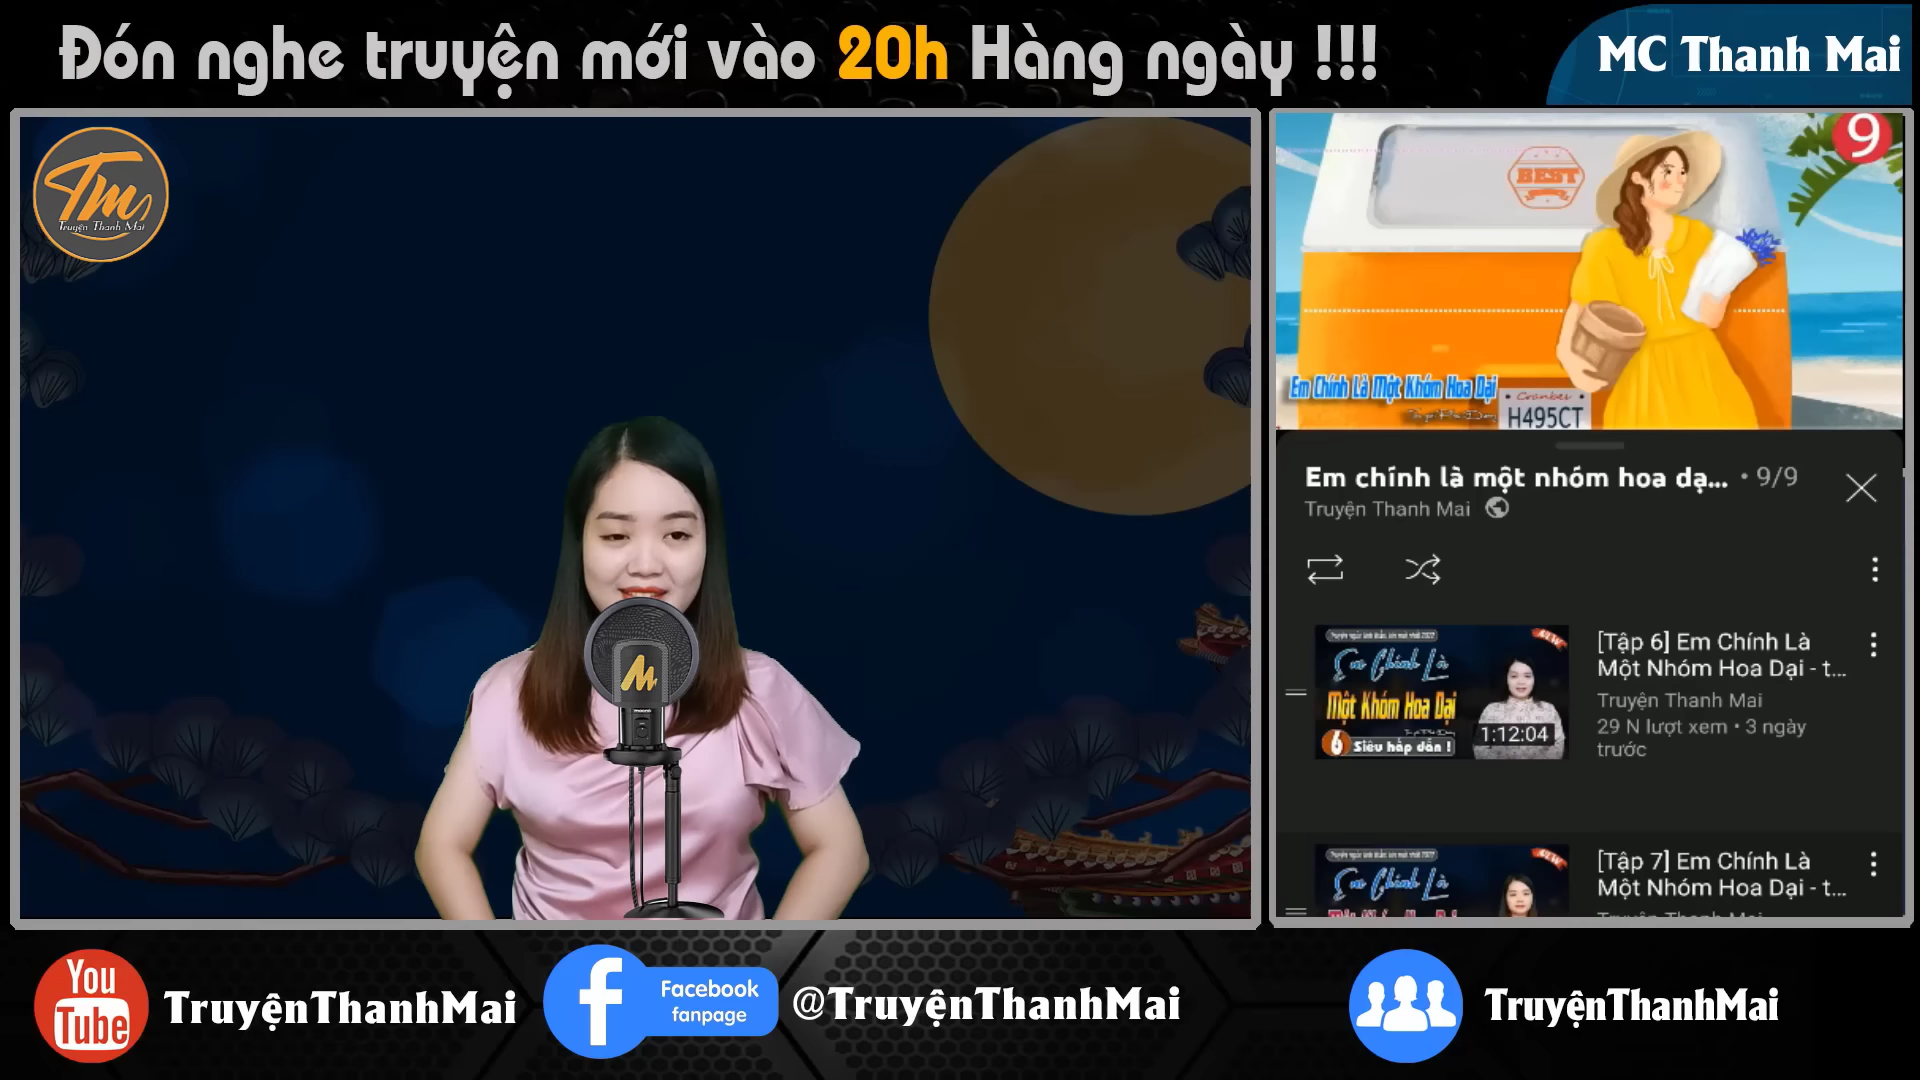 Đón nghe truyện mới vào 20h Hàng ngày !!!
MC Thanh Mai
Tm
Truyện Thanh Mai
9
BEST
Em Chính Là Một Khóm Hoa Dại
H495CT
Em chính là một nhóm hoa dạ... • 9/9
Truyện Thanh Mai
Em Chính Là
Một Khóm Hoa Dại
6 Siêu hấp dẫn !
1:12:04
[Tập 6] Em Chính Là
Một Nhóm Hoa Dại - t...
Truyện Thanh Mai
29 N lượt xem • 3 ngày
trước
Em Chính Là
[Tập 7] Em Chính Là
Một Nhóm Hoa Dại - t...
You
Tube
TruyệnThanhMai
f
Facebook
fanpage
@TruyệnThanhMai
TruyệnThanhMai